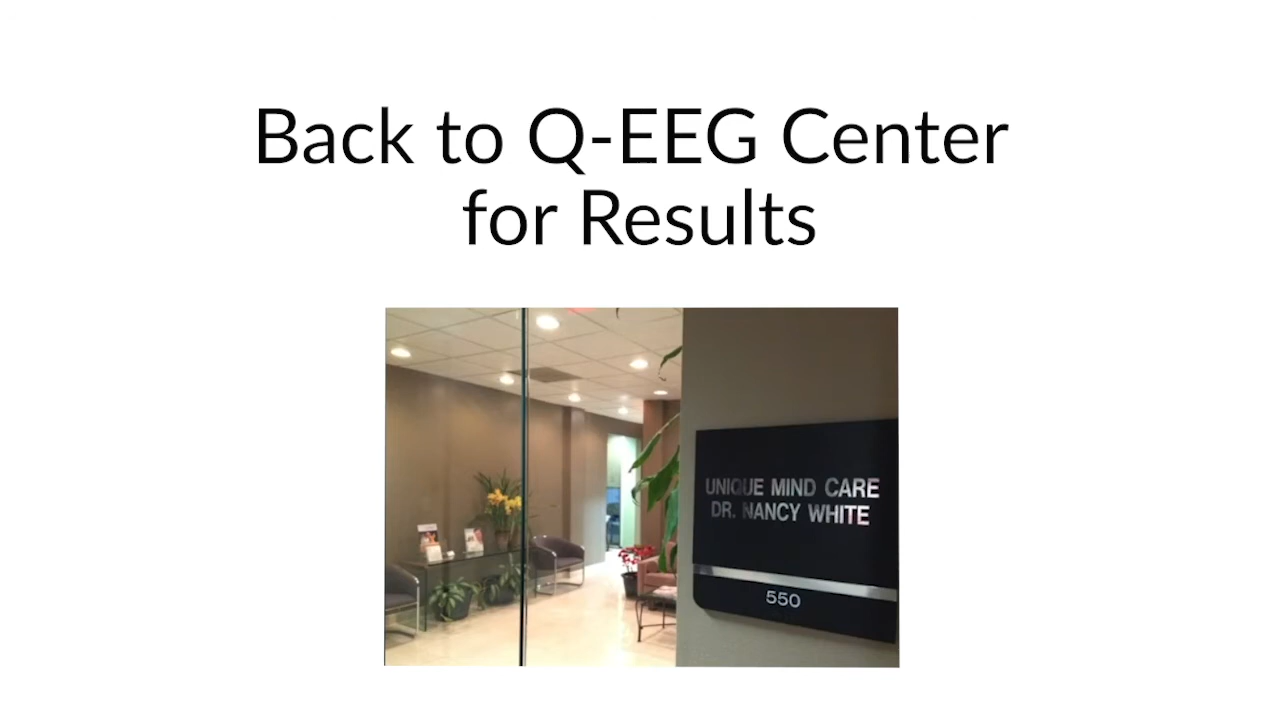 Back to Q-EEG Center
for Results
UNIQUE MIND CARE
DR. NANCY WHITE
550